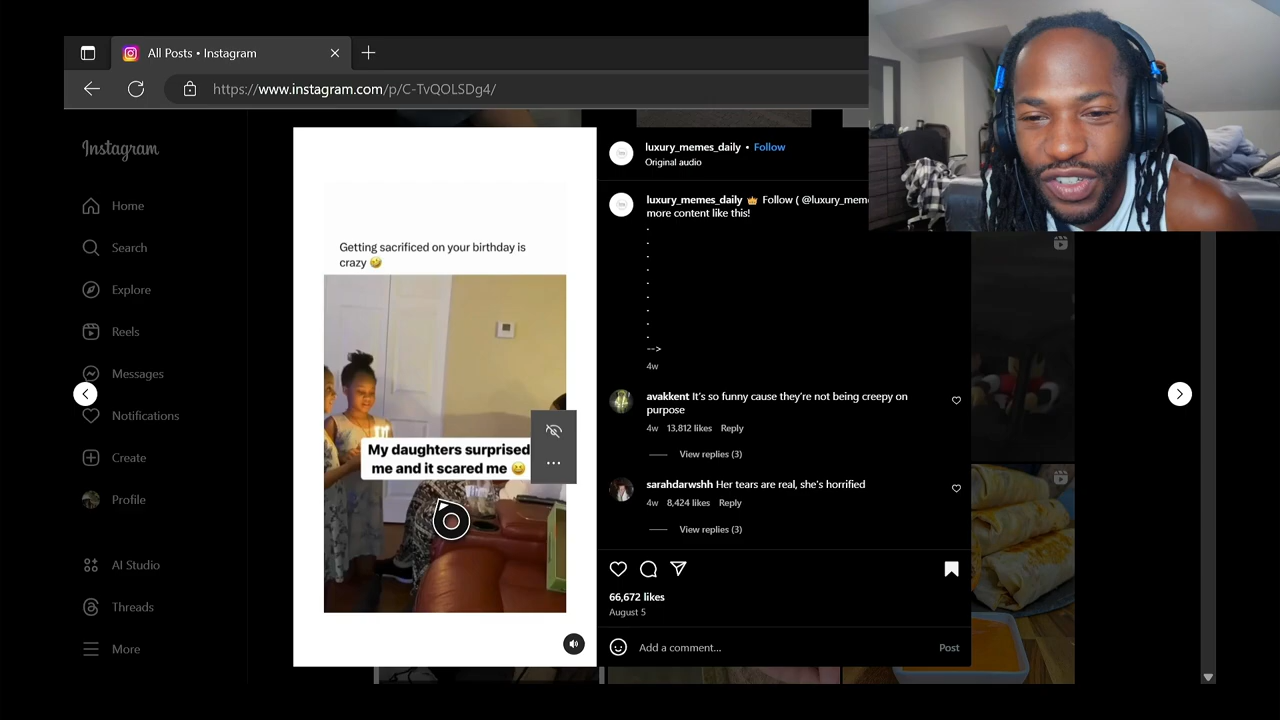 All Posts • Instagram
https://www.instagram.com/p/C-TvQOLSDg4/
Instagram
Home
Search
Explore
Reels
Messages
Notifications
Create
Profile
AI Studio
Threads
More
Getting sacrificed on your birthday is
crazy 🤣
My daughters surprised
me and it scared me 😄
luxury_memes_daily • Follow
Original audio
luxury_memes_daily 👑 Follow ( @luxury_mem
more content like this!
.
.
.
.
.
.
.
.
.
-->
4w
avakkent It's so funny cause they're not being creepy on
purpose
4w 13,812 likes Reply
View replies (3)
sarahdarwshh Her tears are real, she's horrified
4w 8,424 likes Reply
View replies (3)
66,672 likes
August 5
Add a comment...
Post